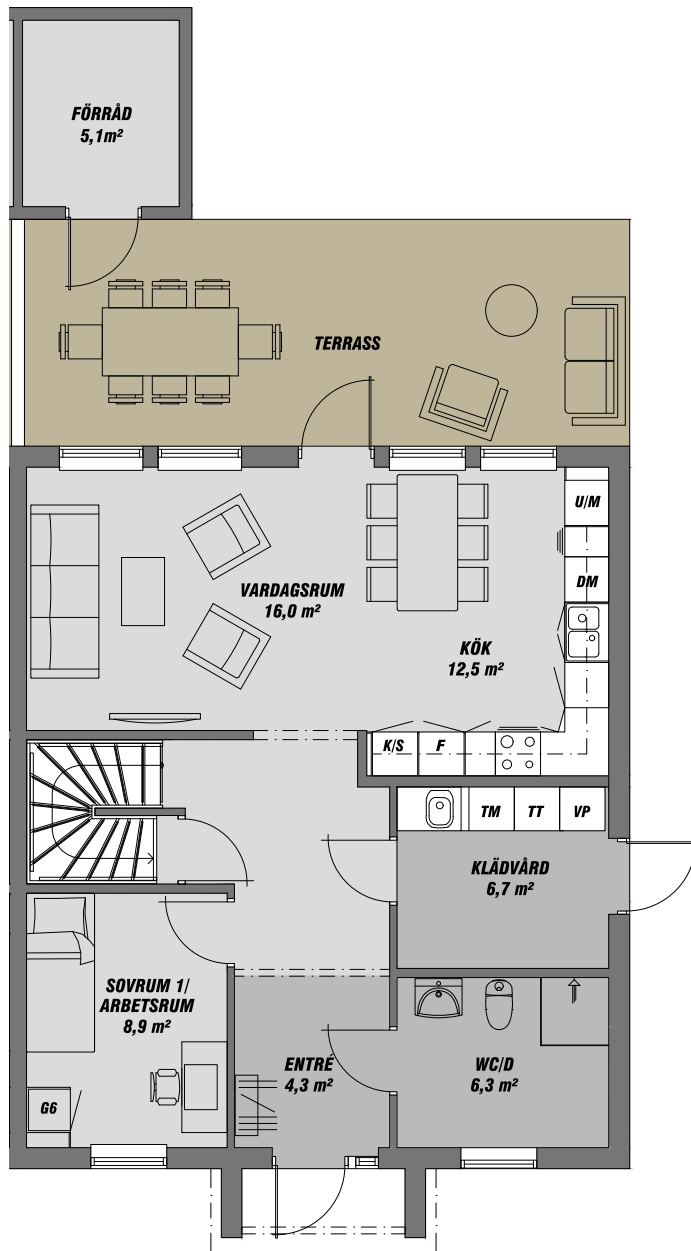 FÖRRÅD
5,1m²
TERRASS
U/M
DM
VARDAGSRUM
16,0 m²
KÖK
12,5 m²
K/S
F
TM
TT
VP
KLÄDVÅRD
6,7 m²
SOVRUM 1/
ARBETSRUM
8,9 m²
ENTRÉ
4,3 m²
WC/D
6,3 m²
G6